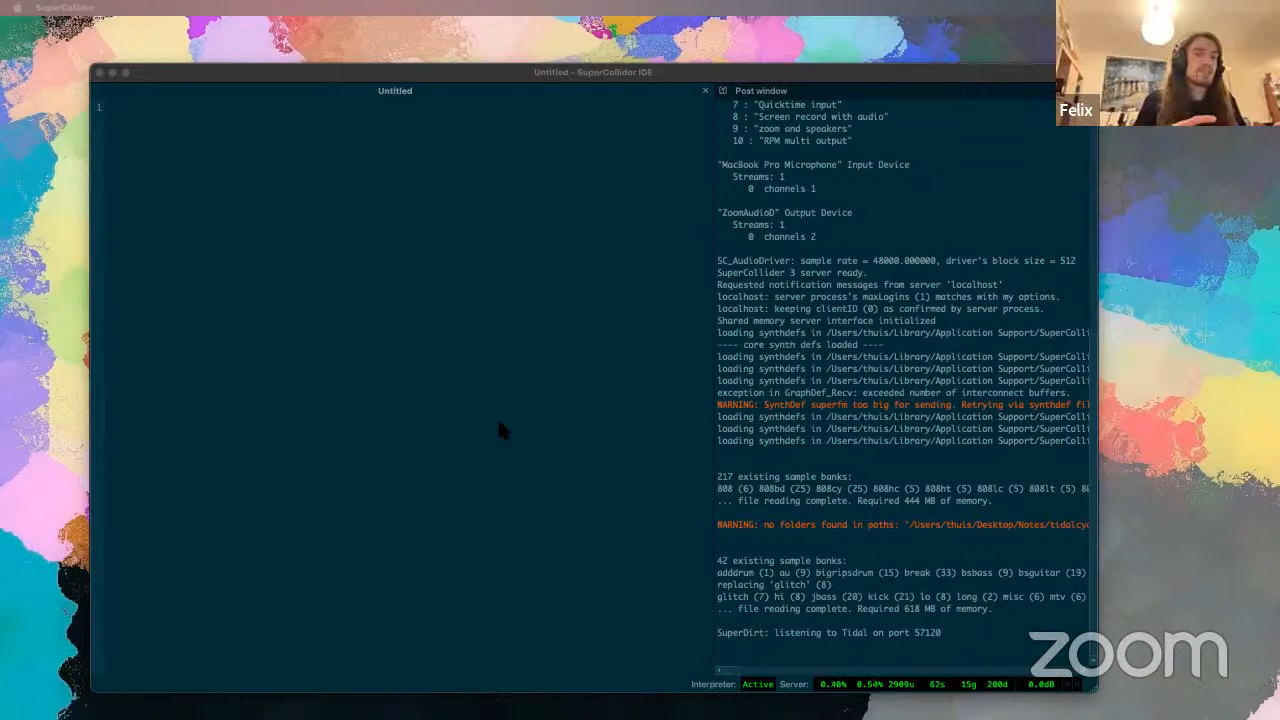 SuperCollider
Untitled - SuperCollider IDE
Untitled
Post window
1
7 : "Quicktime input"
8 : "Screen record with audio"
9 : "zoom and speakers"
10 : "RPM multi output"
"MacBook Pro Microphone" Input Device
Streams: 1
0 channels 1
"ZoomAudioD" Output Device
Streams: 1
0 channels 2
SC_AudioDriver: sample rate = 48000.000000, driver's block size = 512
SuperCollider 3 server ready.
Requested notification messages from server 'localhost'
localhost: server process's maxLogins (1) matches with my options.
localhost: keeping clientID (0) as confirmed by server process.
Shared memory server interface initialized
loading synthdefs in /Users/thuis/Library/Application Support/SuperColli
---- core synth defs loaded ----
loading synthdefs in /Users/thuis/Library/Application Support/SuperColli
loading synthdefs in /Users/thuis/Library/Application Support/SuperColli
loading synthdefs in /Users/thuis/Library/Application Support/SuperColli
exception in GraphDef_Recv: exceeded number of interconnect buffers.
WARNING: SynthDef superfm too big for sending. Retrying via synthdef fil
loading synthdefs in /Users/thuis/Library/Application Support/SuperColli
loading synthdefs in /Users/thuis/Library/Application Support/SuperColli
loading synthdefs in /Users/thuis/Library/Application Support/SuperColli
217 existing sample banks:
808 (6) 808bd (25) 808cy (25) 808hc (5) 808ht (5) 808lc (5) 808lt (5) 80
... file reading complete. Required 444 MB of memory.
WARNING: no folders found in paths: '/Users/thuis/Desktop/Notes/tidalcyc
42 existing sample banks:
adddrum (1) au (9) bigripsdrum (15) break (33) bsbass (9) bsguitar (19)
replacing 'glitch' (8)
glitch (7) hi (8) jbass (20) kick (21) lo (8) long (2) misc (6) mtv (6)
... file reading complete. Required 618 MB of memory.
SuperDirt: listening to Tidal on port 57120
Interpreter: Active Server: 0.40% 0.54% 2909u 62s 15g 200d 0.0dB
Felix
zoom